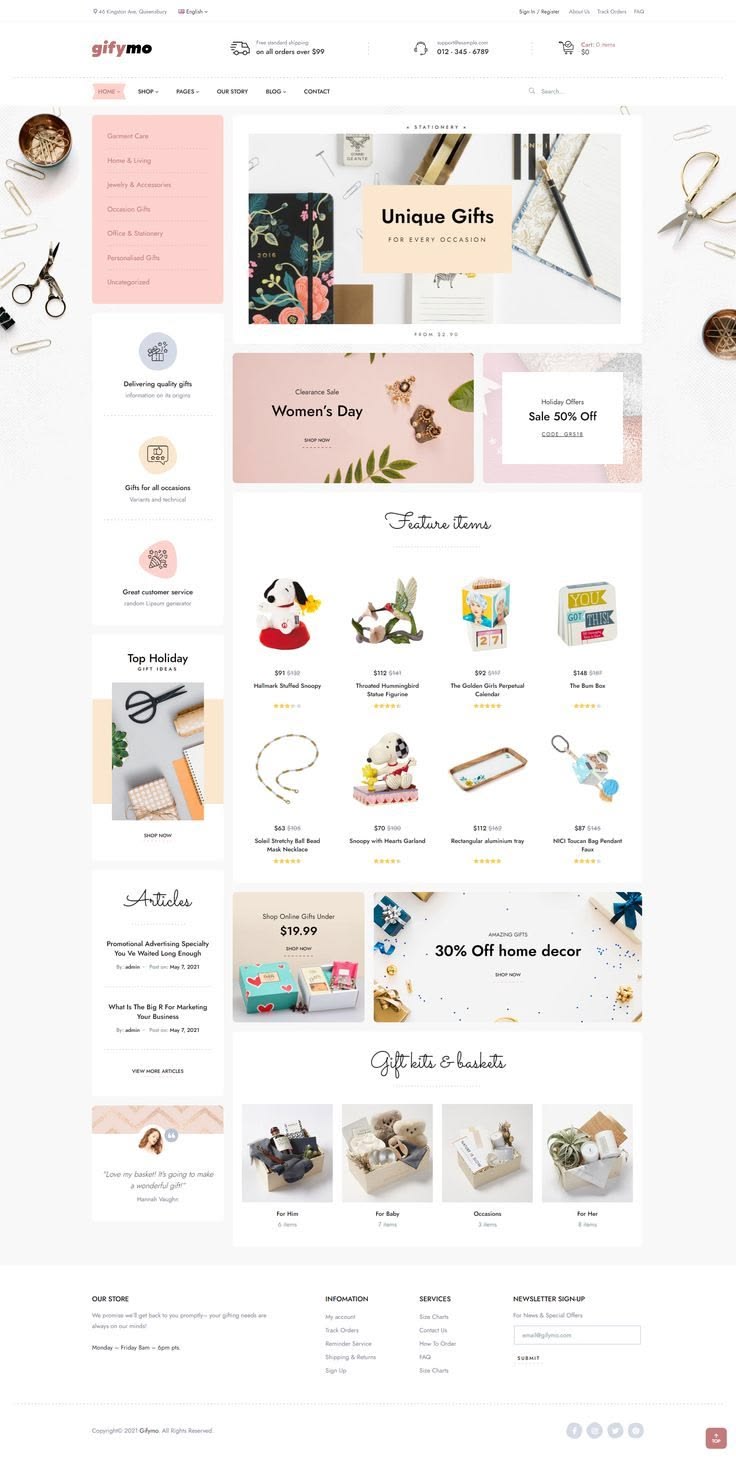 46 Kingston Ave, Queensbury
English
Sign In / Register
About Us
Track Orders
FAQ
gifymo
Free standard shipping
on all orders over $99
support@example.com
012 - 345 - 6789
Cart: 0 items
$0
HOME
SHOP
PAGES
OUR STORY
BLOG
CONTACT
Search...
Garment Care
Home & Living
Jewelry & Accessories
Occasion Gifts
Office & Stationery
Personalised Gifts
Uncategorized
STATIONERY
2016
Unique Gifts
FOR EVERY OCCASION
FROM $2.90
Delivering quality gifts
information on its origins
Gifts for all occasions
Variants and technical
Great customer service
random Lipsum generator
Clearance Sale
Women's Day
SHOP NOW
Holiday Offers
Sale 50% Off
CODE: GRS18
Feature items
27
YOU
GOT
THIS
$91 $132
Hallmark Stuffed Snoopy
$112 $141
Throated Hummingbird
Statue Figurine
$92 $117
The Golden Girls Perpetual
Calendar
$148 $187
The Bum Box
$63 $105
Soleil Stretchy Ball Bead
Mask Necklace
$70 $100
Snoopy with Hearts Garland
$112 $162
Rectangular aluminium tray
$87 $145
NICI Toucan Bag Pendant
Faux
Top Holiday
GIFT IDEAS
SHOP NOW
Articles
Promotional Advertising Specialty
You Ve Waited Long Enough
By: admin - Post on: May 7, 2021
What Is The Big R For Marketing
Your Business
By: admin - Post on: May 7, 2021
VIEW MORE ARTICLES
"Love my basket! It's going to make
a wonderful gift!"
Hannah Vaughn
Shop Online Gifts Under
$19.99
SHOP NOW
AMAZING GIFTS
30% Off home decor
SHOP NOW
Gift kits & baskets
For Him
6 items
For Baby
7 items
Occasions
3 items
For Her
8 items
OUR STORE
We promise we'll get back to you promptly– your gifting needs are
always on our minds!
Monday – Friday 8am – 6pm pts.
INFOMATION
My account
Track Orders
Reminder Service
Shipping & Returns
Sign Up
SERVICES
Size Charts
Contact Us
How To Order
FAQ
Size Charts
NEWSLETTER SIGN-UP
For News & Special Offers
email@gifymo.com
SUBMIT
Copyright© 2021 Gifymo. All Rights Reserved.
TOP